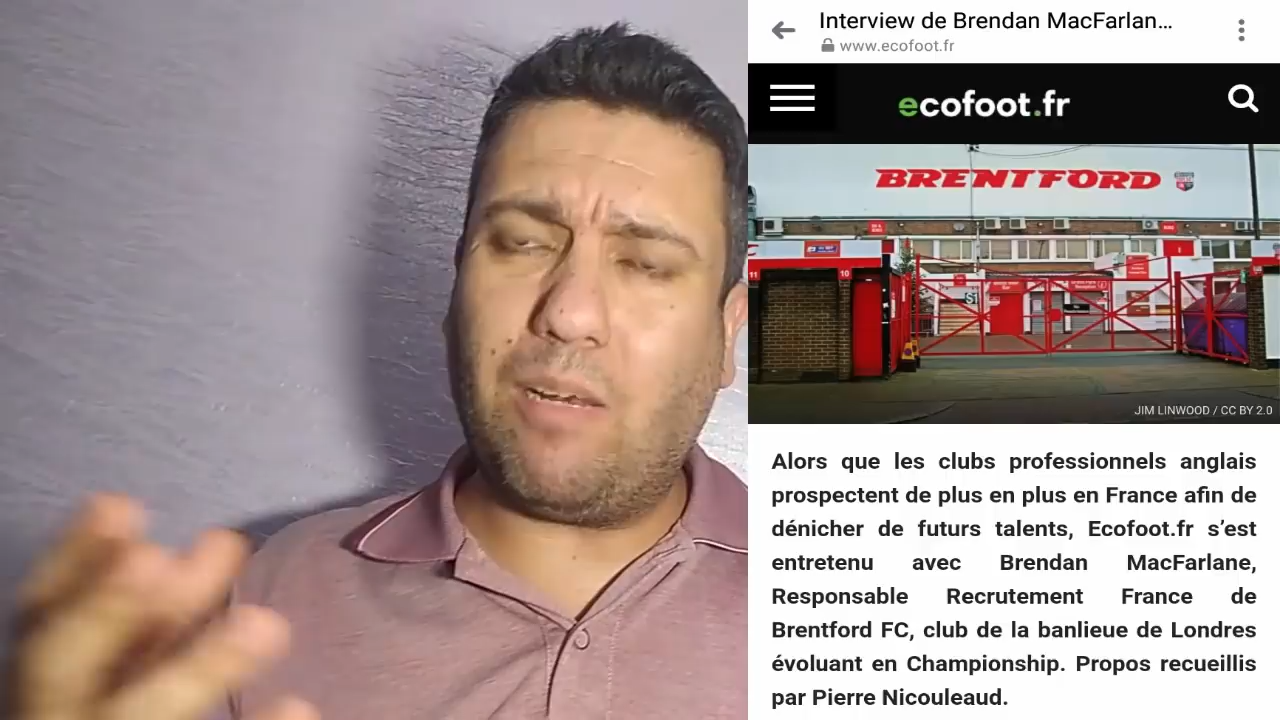 Interview de Brendan MacFarlan...
www.ecofoot.fr
ecofoot.fr
BRENTFORD
11
10
JIM LINWOOD / CC BY 2.0
Alors que les clubs professionnels anglais
prospectent de plus en plus en France afin de
dénicher de futurs talents, Ecofoot.fr s'est
entretenu avec Brendan MacFarlane,
Responsable Recrutement France de
Brentford FC, club de la banlieue de Londres
évoluant en Championship. Propos recueillis
par Pierre Nicouleaud.